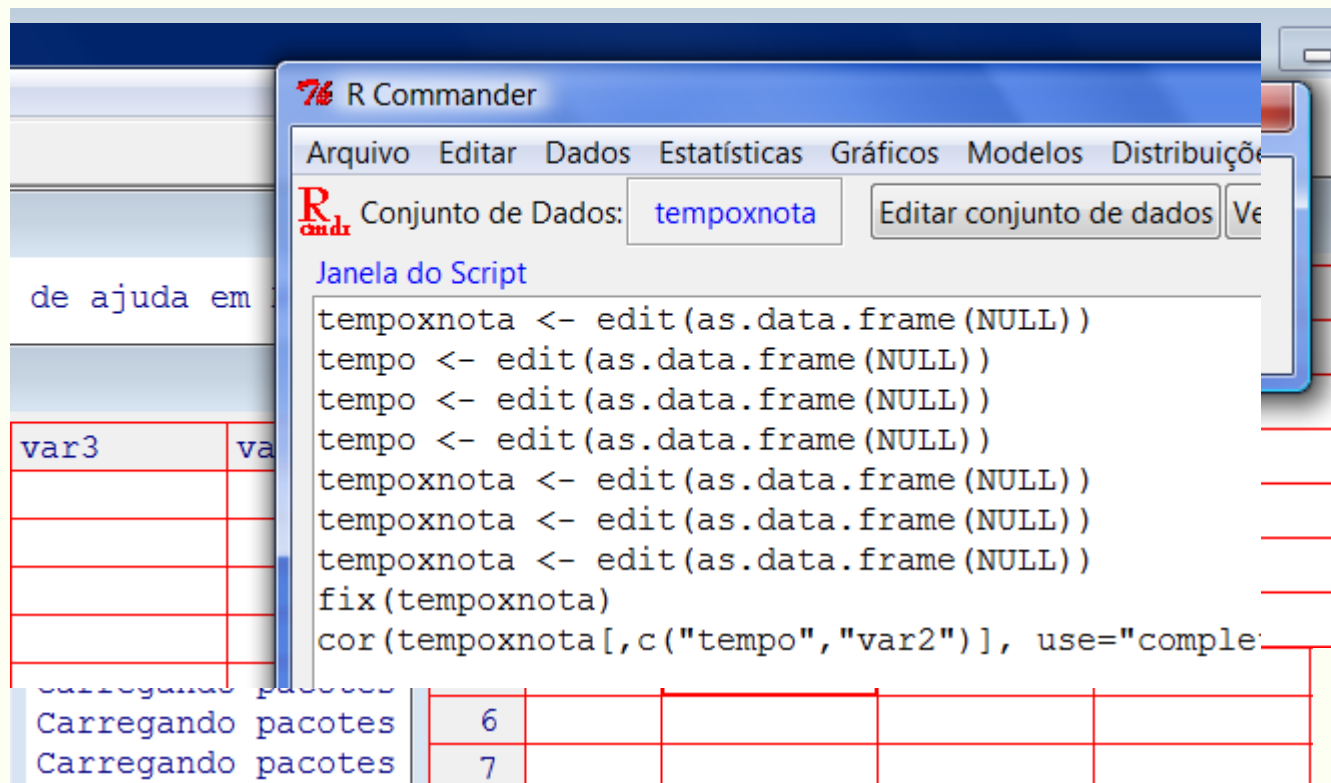 R Commander
Arquivo Editar Dados Estatísticas Gráficos Modelos
Rcmdr Conjunto de Dados: tempoxnota Editar conjunto de dados
Janela do Script
de ajuda em
tempoxnota <- edit(as.data.frame(NULL))
tempo <- edit(as.data.frame(NULL))
tempo <- edit(as.data.frame(NULL))
tempo <- edit(as.data.frame(NULL))
tempoxnota <- edit(as.data.frame(NULL))
tempoxnota <- edit(as.data.frame(NULL))
tempoxnota <- edit(as.data.frame(NULL))
fix(tempoxnota)
cor(tempoxnota[,c("tempo","var2")], use="comple
var3 va
Carregando pacotes
Carregando pacotes
Carregando pacotes
6
7